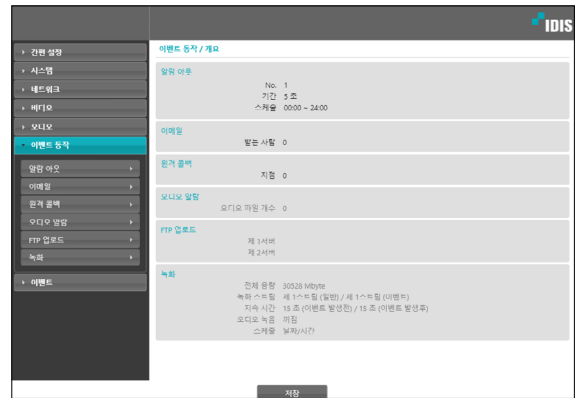 IDIS
간편 설정
시스템
네트워크
비디오
오디오
이벤트 동작
알람 아웃
이메일
원격 콜백
오디오 알람
FTP 업로드
녹화
이벤트
이벤트 동작 / 개요
알람 아웃
No. 1
기간 5 초
스케줄 00:00 ~ 24:00
이메일
받는 사람 0
원격 콜백
지점 0
오디오 알람
오디오 파일 개수 0
FTP 업로드
제 1서버
제 2서버
녹화
전체 용량 30528 Mbyte
녹화 스트림 제 1스트림 (일반) / 제 1스트림 (이벤트)
지속 시간 15 초 (이벤트 발생전) / 15 초 (이벤트 발생후)
오디오 녹음 꺼짐
스케줄 날짜/시간
저장